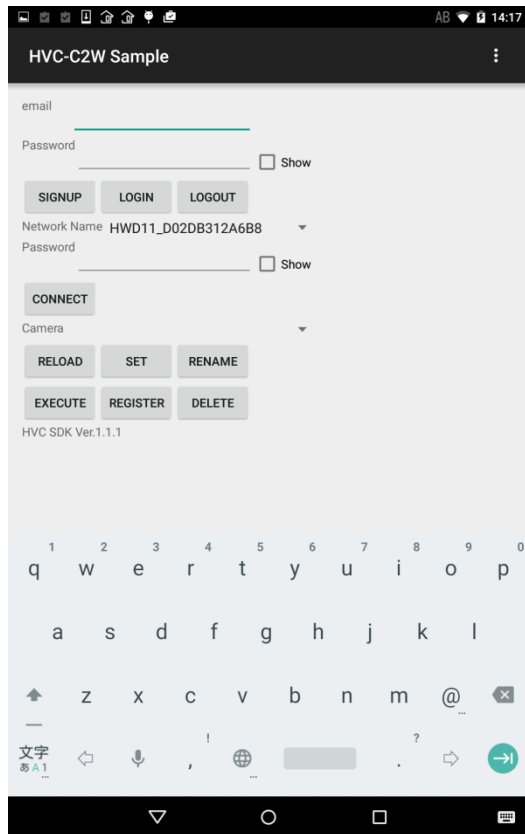 AB 14:17
HVC-C2W Sample
email
Password
Show
SIGNUP LOGIN LOGOUT
Network Name HWD11_D02DB312A6B8
Password
Show
CONNECT
Camera
RELOAD SET RENAME
EXECUTE REGISTER DELETE
HVC SDK Ver.1.1.1
1 2 3 4 5 6 7 8 9 0
q w e r t y u i o p
a s d f g h j k l
z x c v b n m @
! ?
文字 , .
あA1